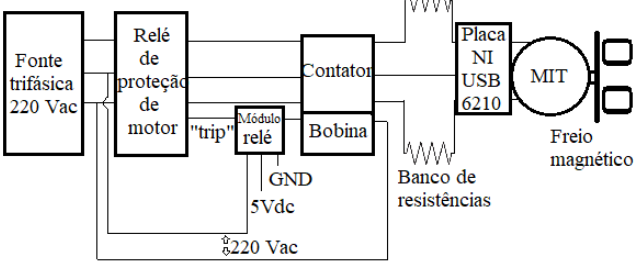 Fonte
trifásica
220 Vac
Relé
de
proteção
de
motor
"trip"
Módulo
relé
GND
5Vdc
220 Vac
Contator
Bobina
Banco de
resistências
Placa
NI
USB
6210
MIT
Freio
magnético